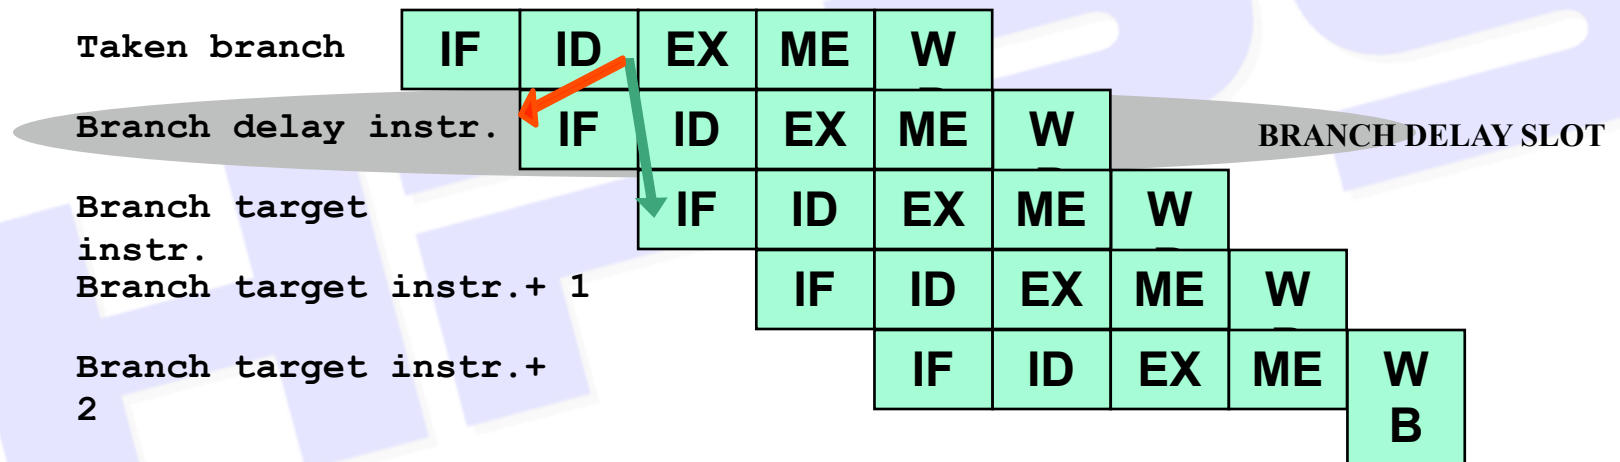 Taken branch IF ID EX ME W
Branch delay instr. IF ID EX ME W BRANCH DELAY SLOT
Branch target IF ID EX ME W
instr.
Branch target instr.+ 1 IF ID EX ME W
Branch target instr.+ IF ID EX ME W
2 B